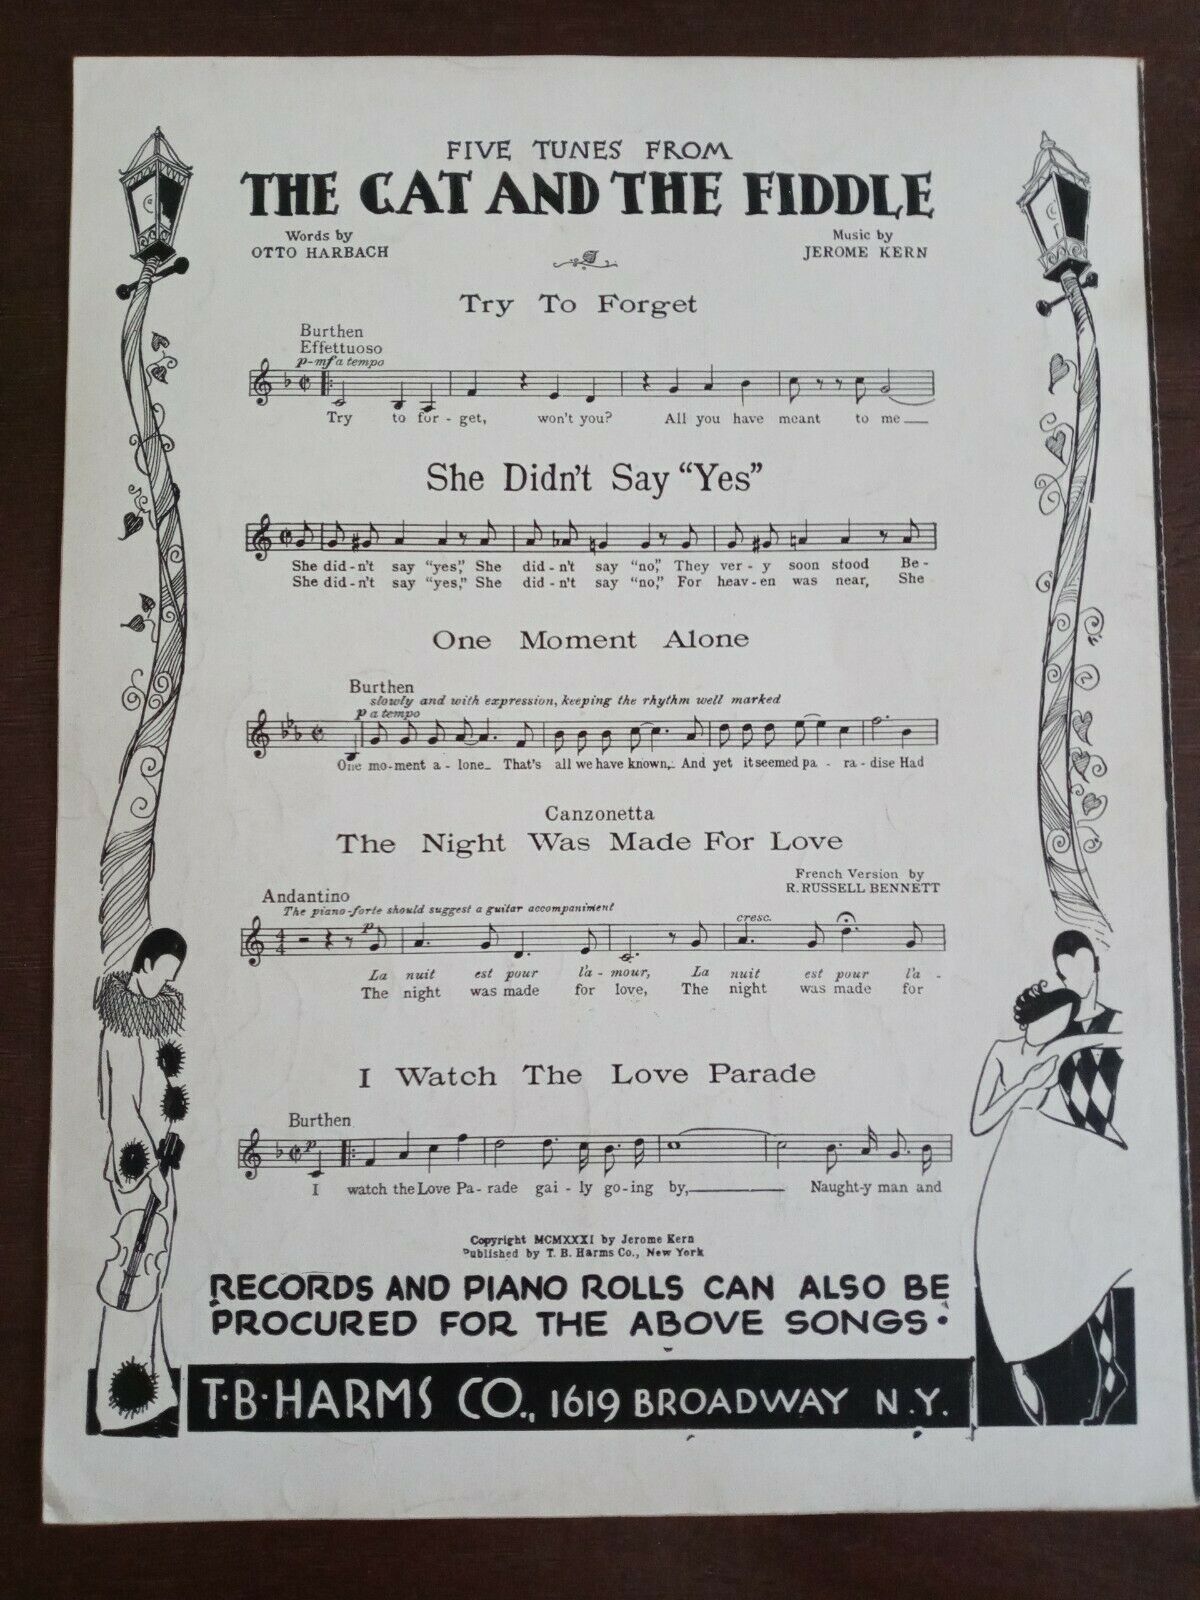 FIVE TUNES FROM
THE CAT AND THE FIDDLE
Words by
OTTO HARBACH
Music by
JEROME KERN
Try To Forget
Burthen
Effettuoso
p-mf a tempo
Try to for - get, won't you? All you have meant to me
She Didn't Say "Yes"
She did-n't say "yes," She did-n't say "no," They ver - y soon stood Be-
She did-n't say "yes," She did-n't say "no," For heav - en was near, She
One Moment Alone
Burthen
slowly and with expression, keeping the rhythm well marked
p a tempo
One mo-ment a - lone_ That's all we have known,_ And yet it seemed pa - ra - dise Had
Canzonetta
The Night Was Made For Love
French Version by
R. RUSSELL BENNETT
Andantino
The piano-forte should suggest a guitar accompaniment
p cresc.
La nuit est pour l'a - mour, La nuit est pour l'a -
The night was made for love, The night was made for
I Watch The Love Parade
Burthen
p
I watch the Love Pa - rade gai - ly go-ing by, Naught-y man and
Copyright MCMXXXI by Jerome Kern
Published by T. B. Harms Co., New York
RECORDS AND PIANO ROLLS CAN ALSO BE
PROCURED FOR THE ABOVE SONGS.
T.B. HARMS CO., 1619 BROADWAY N.Y.